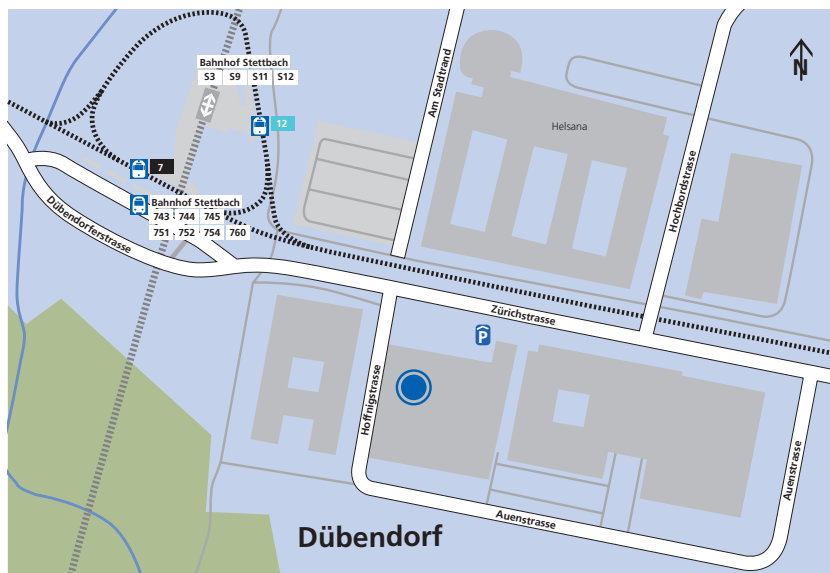 Bahnhof Stettbach
S3 S9 S11 S12
12
7
Bahnhof Stettbach
743 744 745
751 752 754 760
Dübendorferstrasse
Am Stadtrand
Helsana
Hochbordstrasse
N
Zürichstrasse
P
Hoffnigstrasse
Auenstrasse
Auenstrasse
Dübendorf